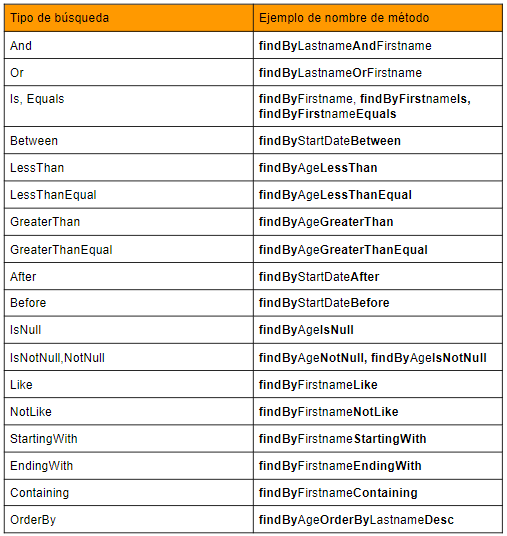 Tipo de búsqueda Ejemplo de nombre de método
And findByLastnameAndFirstname
Or findByLastnameOrFirstname
Is, Equals findByFirstname, findByFirstnameIs,
findByFirstnameEquals
Between findByStartDateBetween
LessThan findByAgeLessThan
LessThanEqual findByAgeLessThanEqual
GreaterThan findByAgeGreaterThan
GreaterThanEqual findByAgeGreaterThanEqual
After findByStartDateAfter
Before findByStartDateBefore
IsNull findByAgeIsNull
IsNotNull,NotNull findByAgeNotNull, findByAgeIsNotNull
Like findByFirstnameLike
NotLike findByFirstnameNotLike
StartingWith findByFirstnameStartingWith
EndingWith findByFirstnameEndingWith
Containing findByFirstnameContaining
OrderBy findByAgeOrderByLastnameDesc